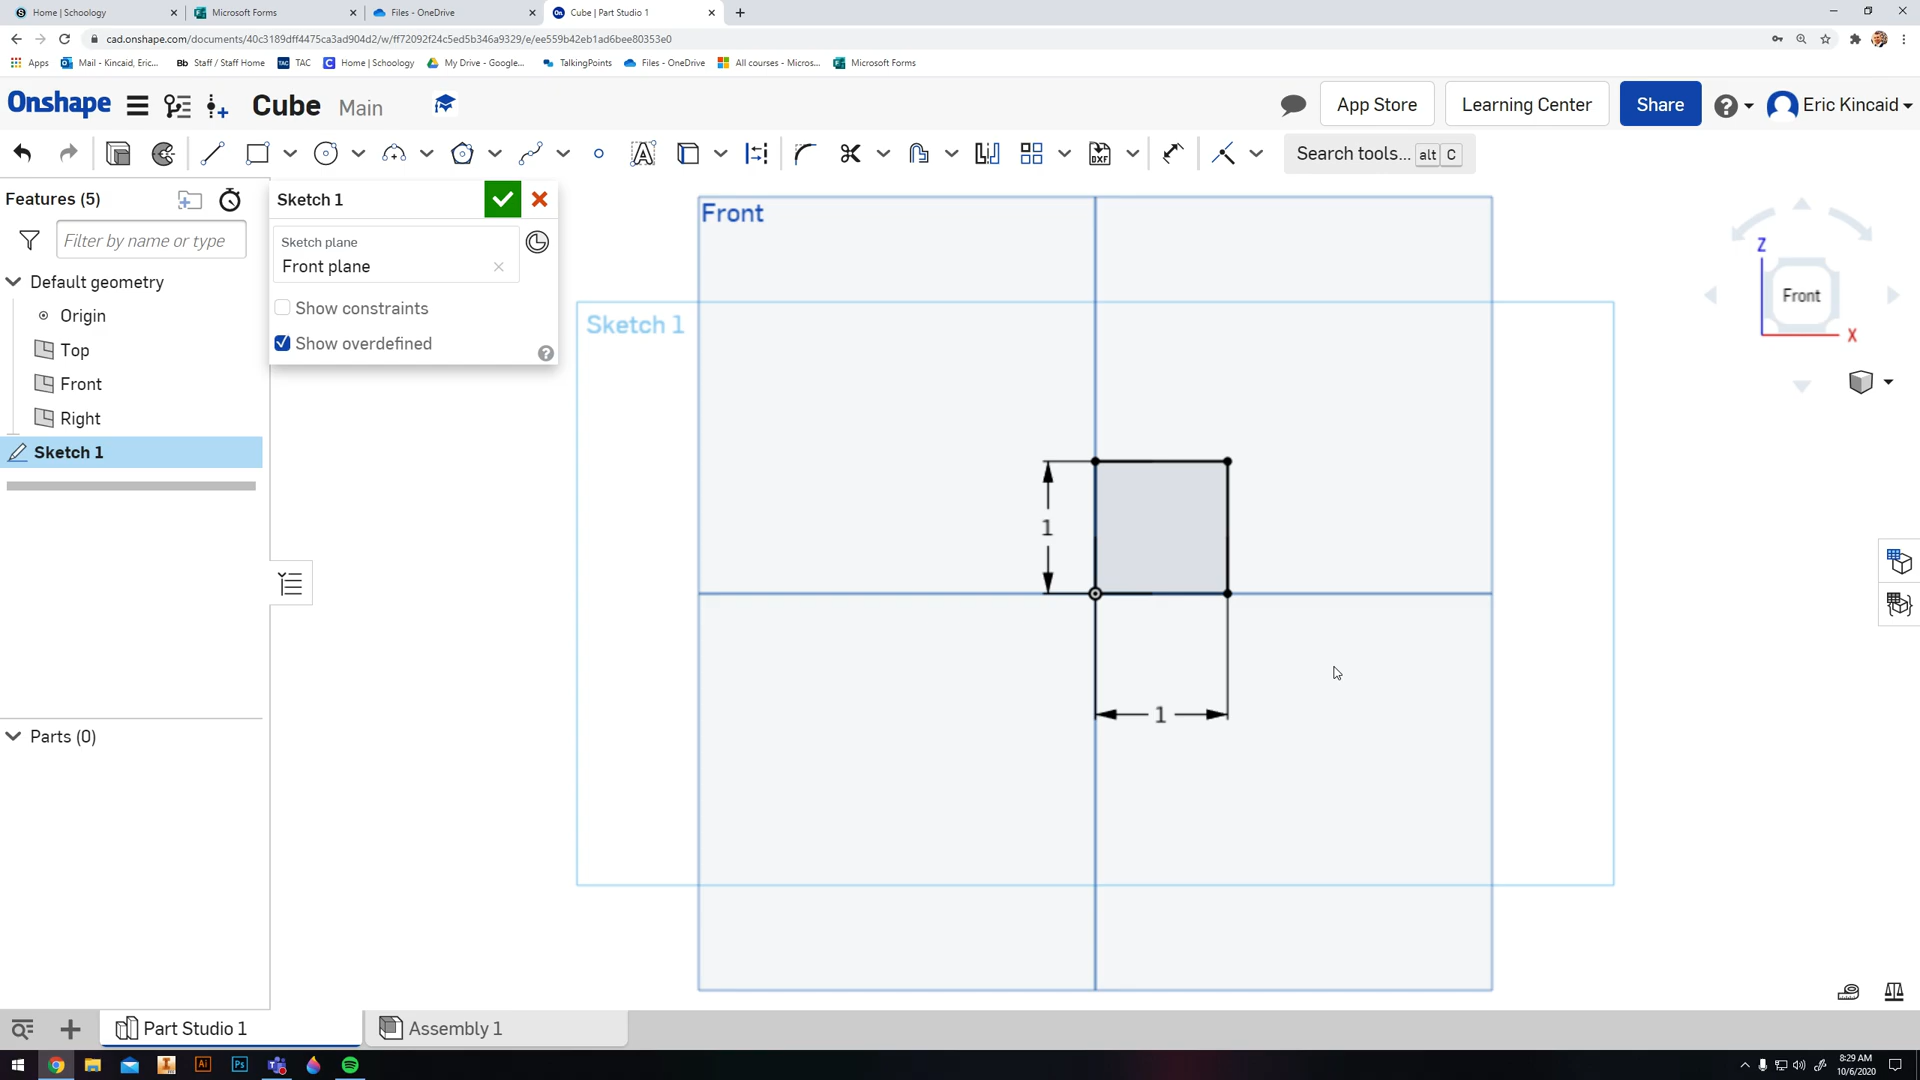 Home | Schoology
Microsoft Forms
Files - OneDrive
Cube | Part Studio 1
cad.onshape.com/documents/40c3189dff4475ca3ad904d2/w/ff72092f24c5ed5b346a9329/e/ee559b42eb1ad6bee80353e0
Apps
Mail - Kincaid, Eric...
Bb Staff / Staff Home
TAC TAC
Home | Schoology
My Drive - Google...
TalkingPoints
Files - OneDrive
All courses - Micros...
Microsoft Forms
Onshape
Cube Main
App Store
Learning Center
Share
Eric Kincaid
Search tools... alt C
Features (5)
Filter by name or type
Default geometry
Origin
Top
Front
Right
Sketch 1
Parts (0)
Sketch 1
Sketch plane
Front plane
Show constraints
Show overdefined
Front
Sketch 1
1
1
Z
Front
X
Part Studio 1
Assembly 1
8:29 AM
10/6/2020